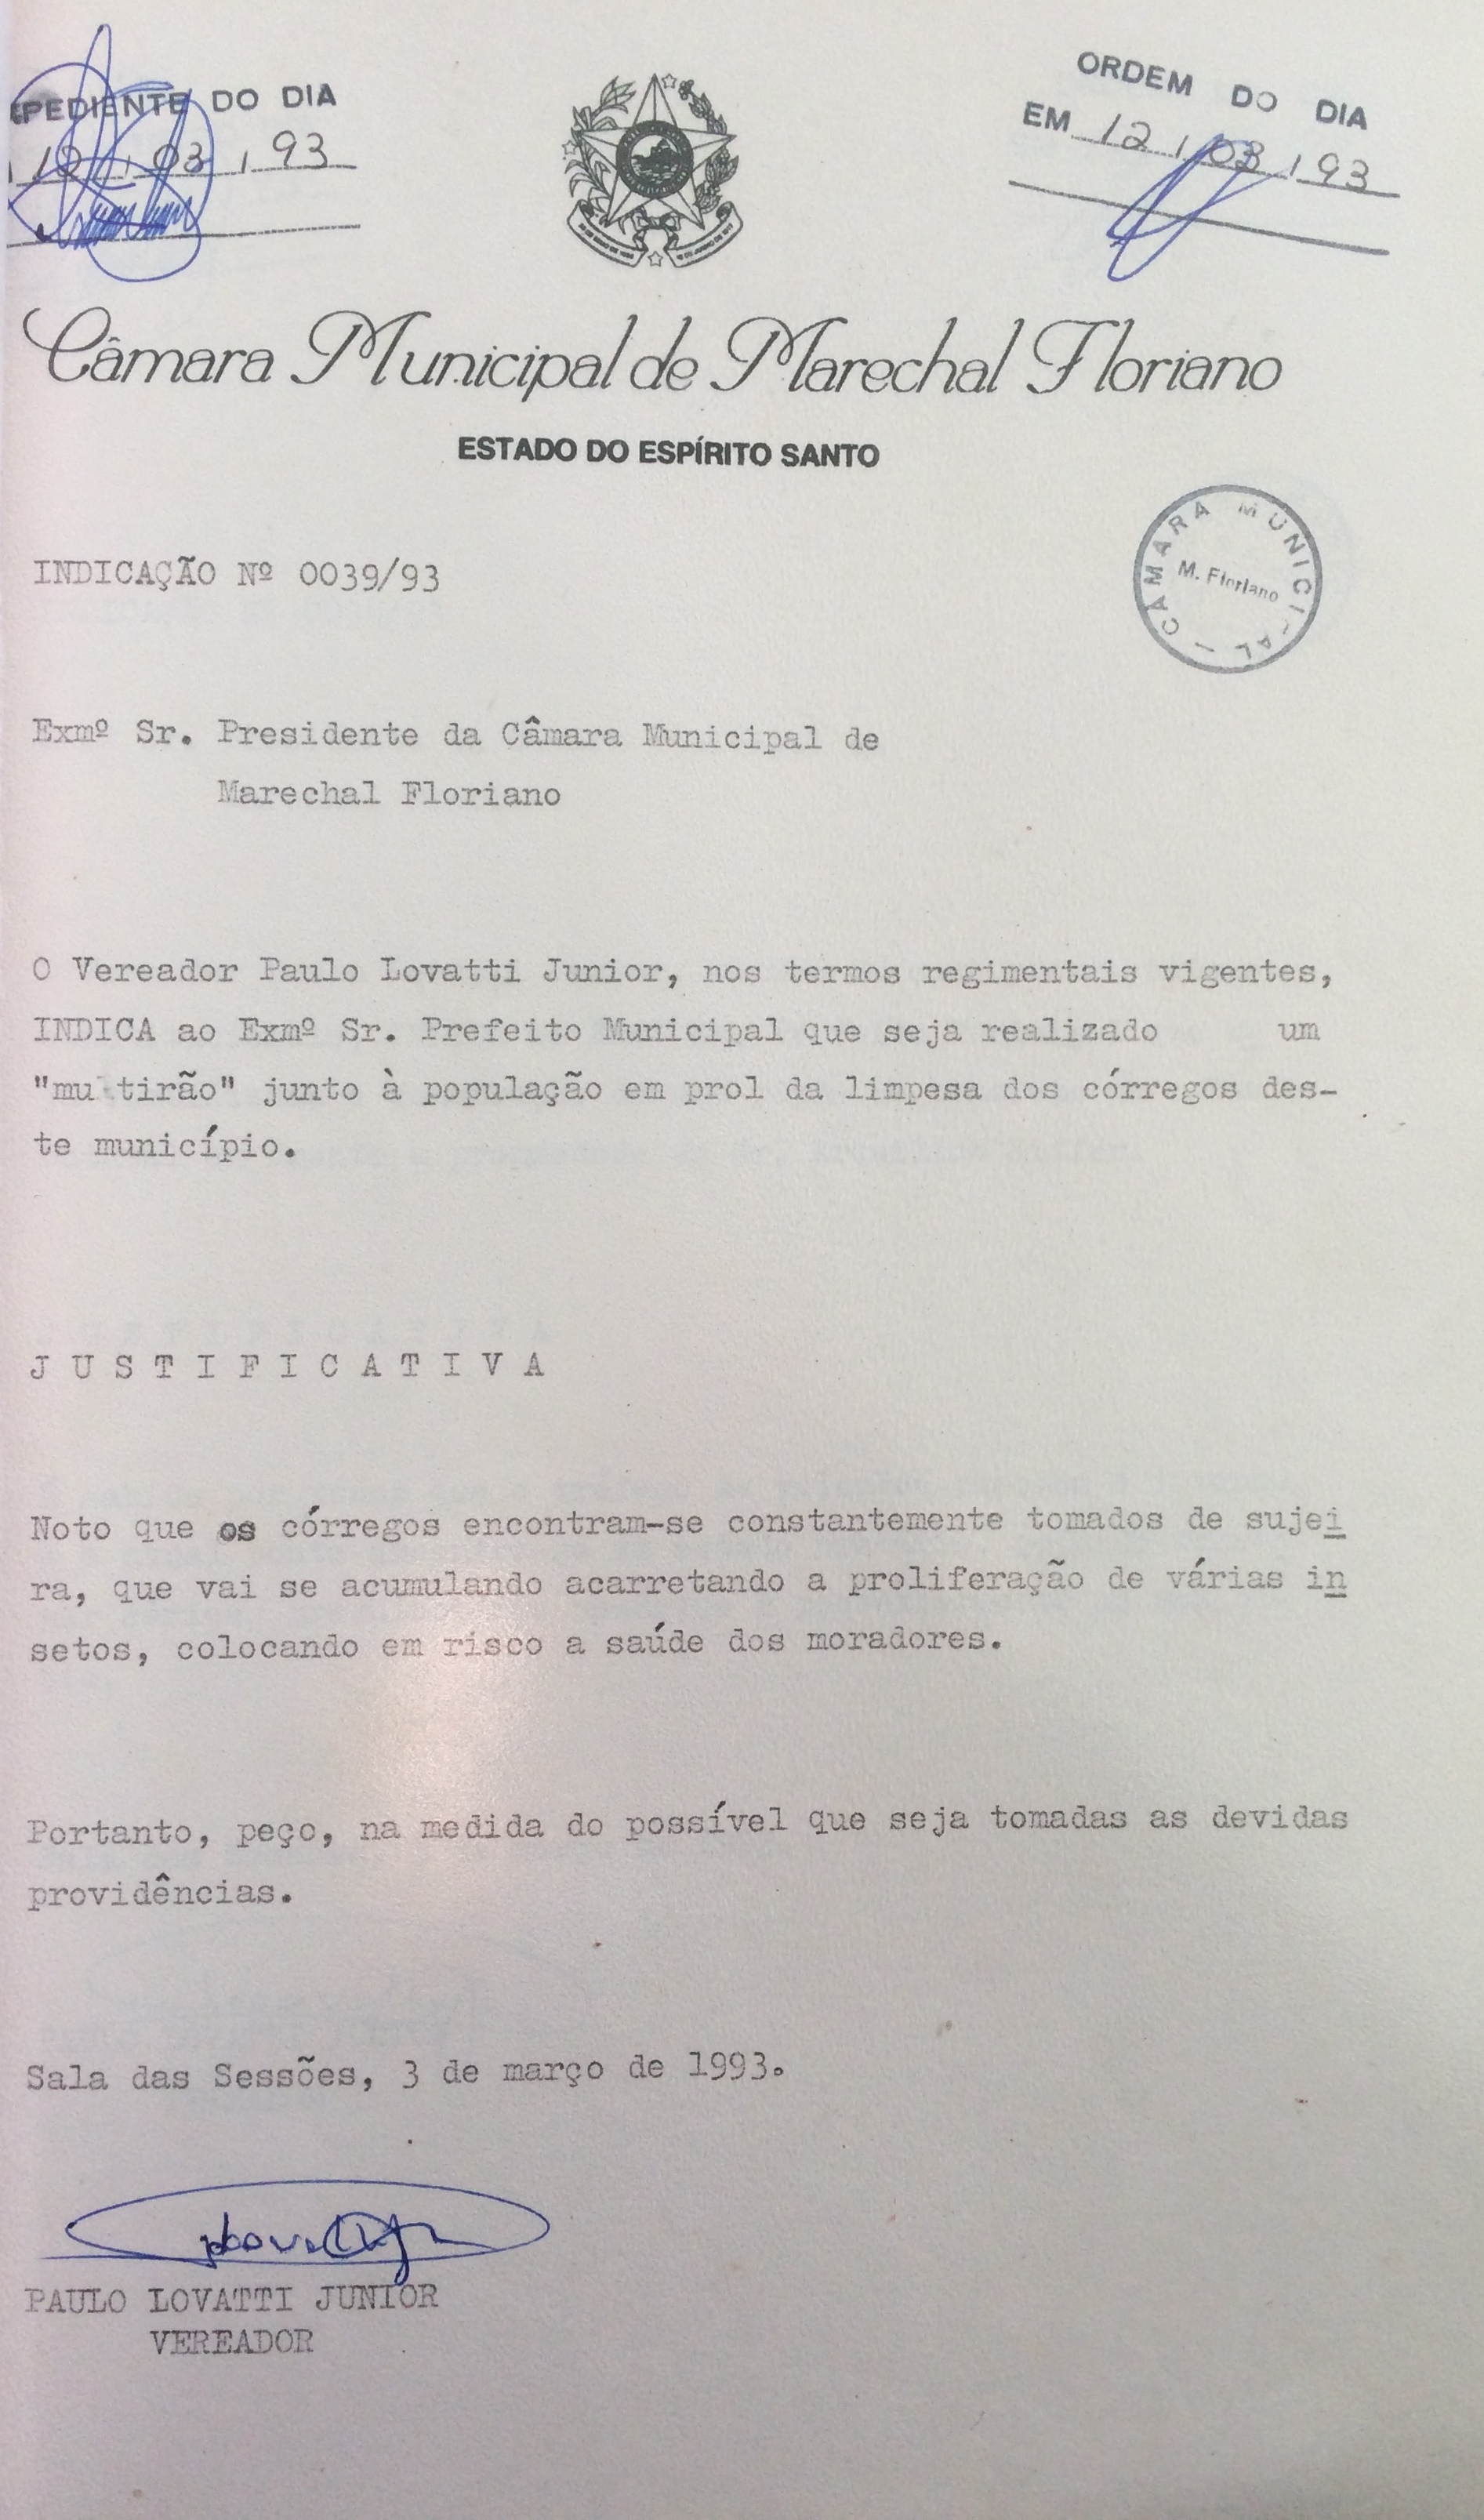 PEDIENTE DO DIA
10 / 03 / 93
ORDEM DO DIA
EM 12 / 03 / 93
Câmara Municipal de Marechal Floriano
ESTADO DO ESPÍRITO SANTO
CÂMARA MUNICI AL
M. Floriano
INDICAÇÃO Nº 0039/93
Exmº Sr. Presidente da Câmara Municipal de
Marechal Floriano
O Vereador Paulo Lovatti Junior, nos termos regimentais vigentes,
INDICA ao Exmº Sr. Prefeito Municipal que seja realizado um
"mu tirão" junto à população em prol da limpesa dos córregos des-
te município.
J U S T I F I C A T I V A
Noto que os córregos encontram-se constantemente tomados de sujei
ra, que vai se acumulando acarretando a proliferação de várias in
setos, colocando em risco a saúde dos moradores.
Portanto, peço, na medida do possível que seja tomadas as devidas
providências.
Sala das Sessões, 3 de março de 1993.
PAULO LOVATTI JUNIOR
VEREADOR